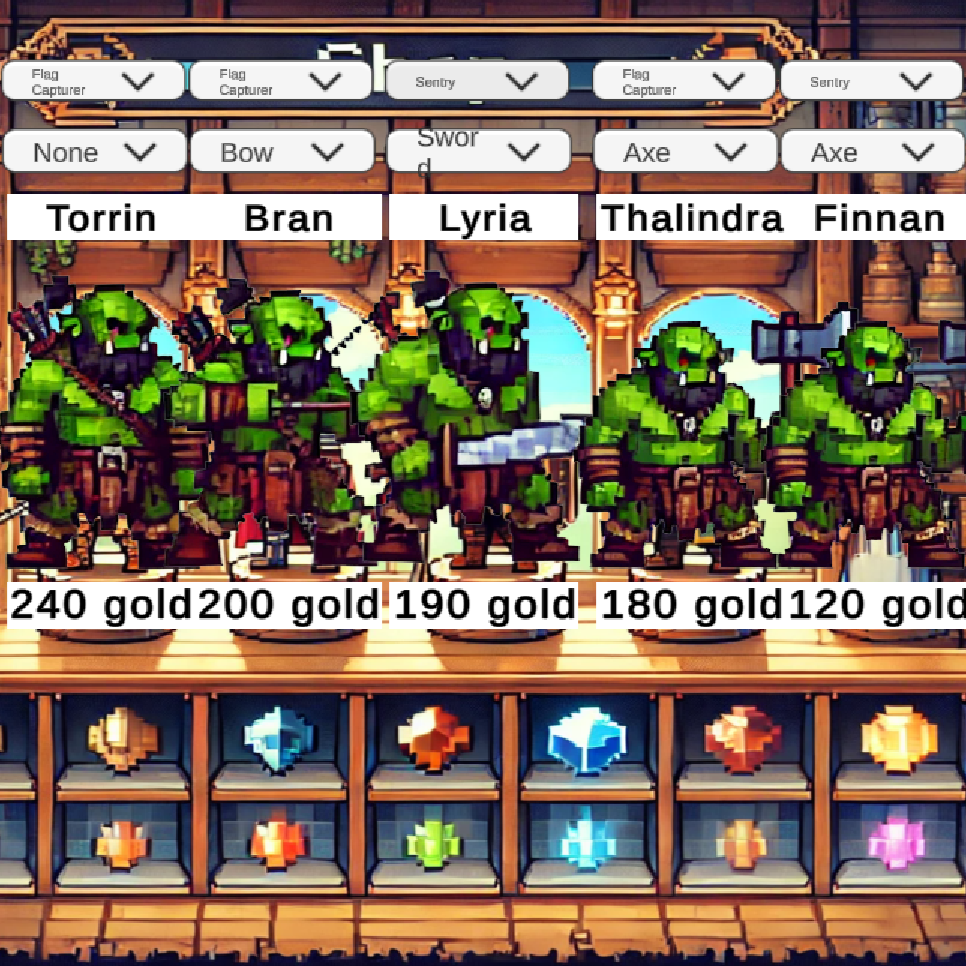 Flag
Capturer
Flag
Capturer
Sentry
Flag
Capturer
Sentry
None
Bow
Swor
d
Axe
Axe
Torrin
Bran
Lyria
Thalindra
Finnan
240 gold
200 gold
190 gold
180 gold
120 gold